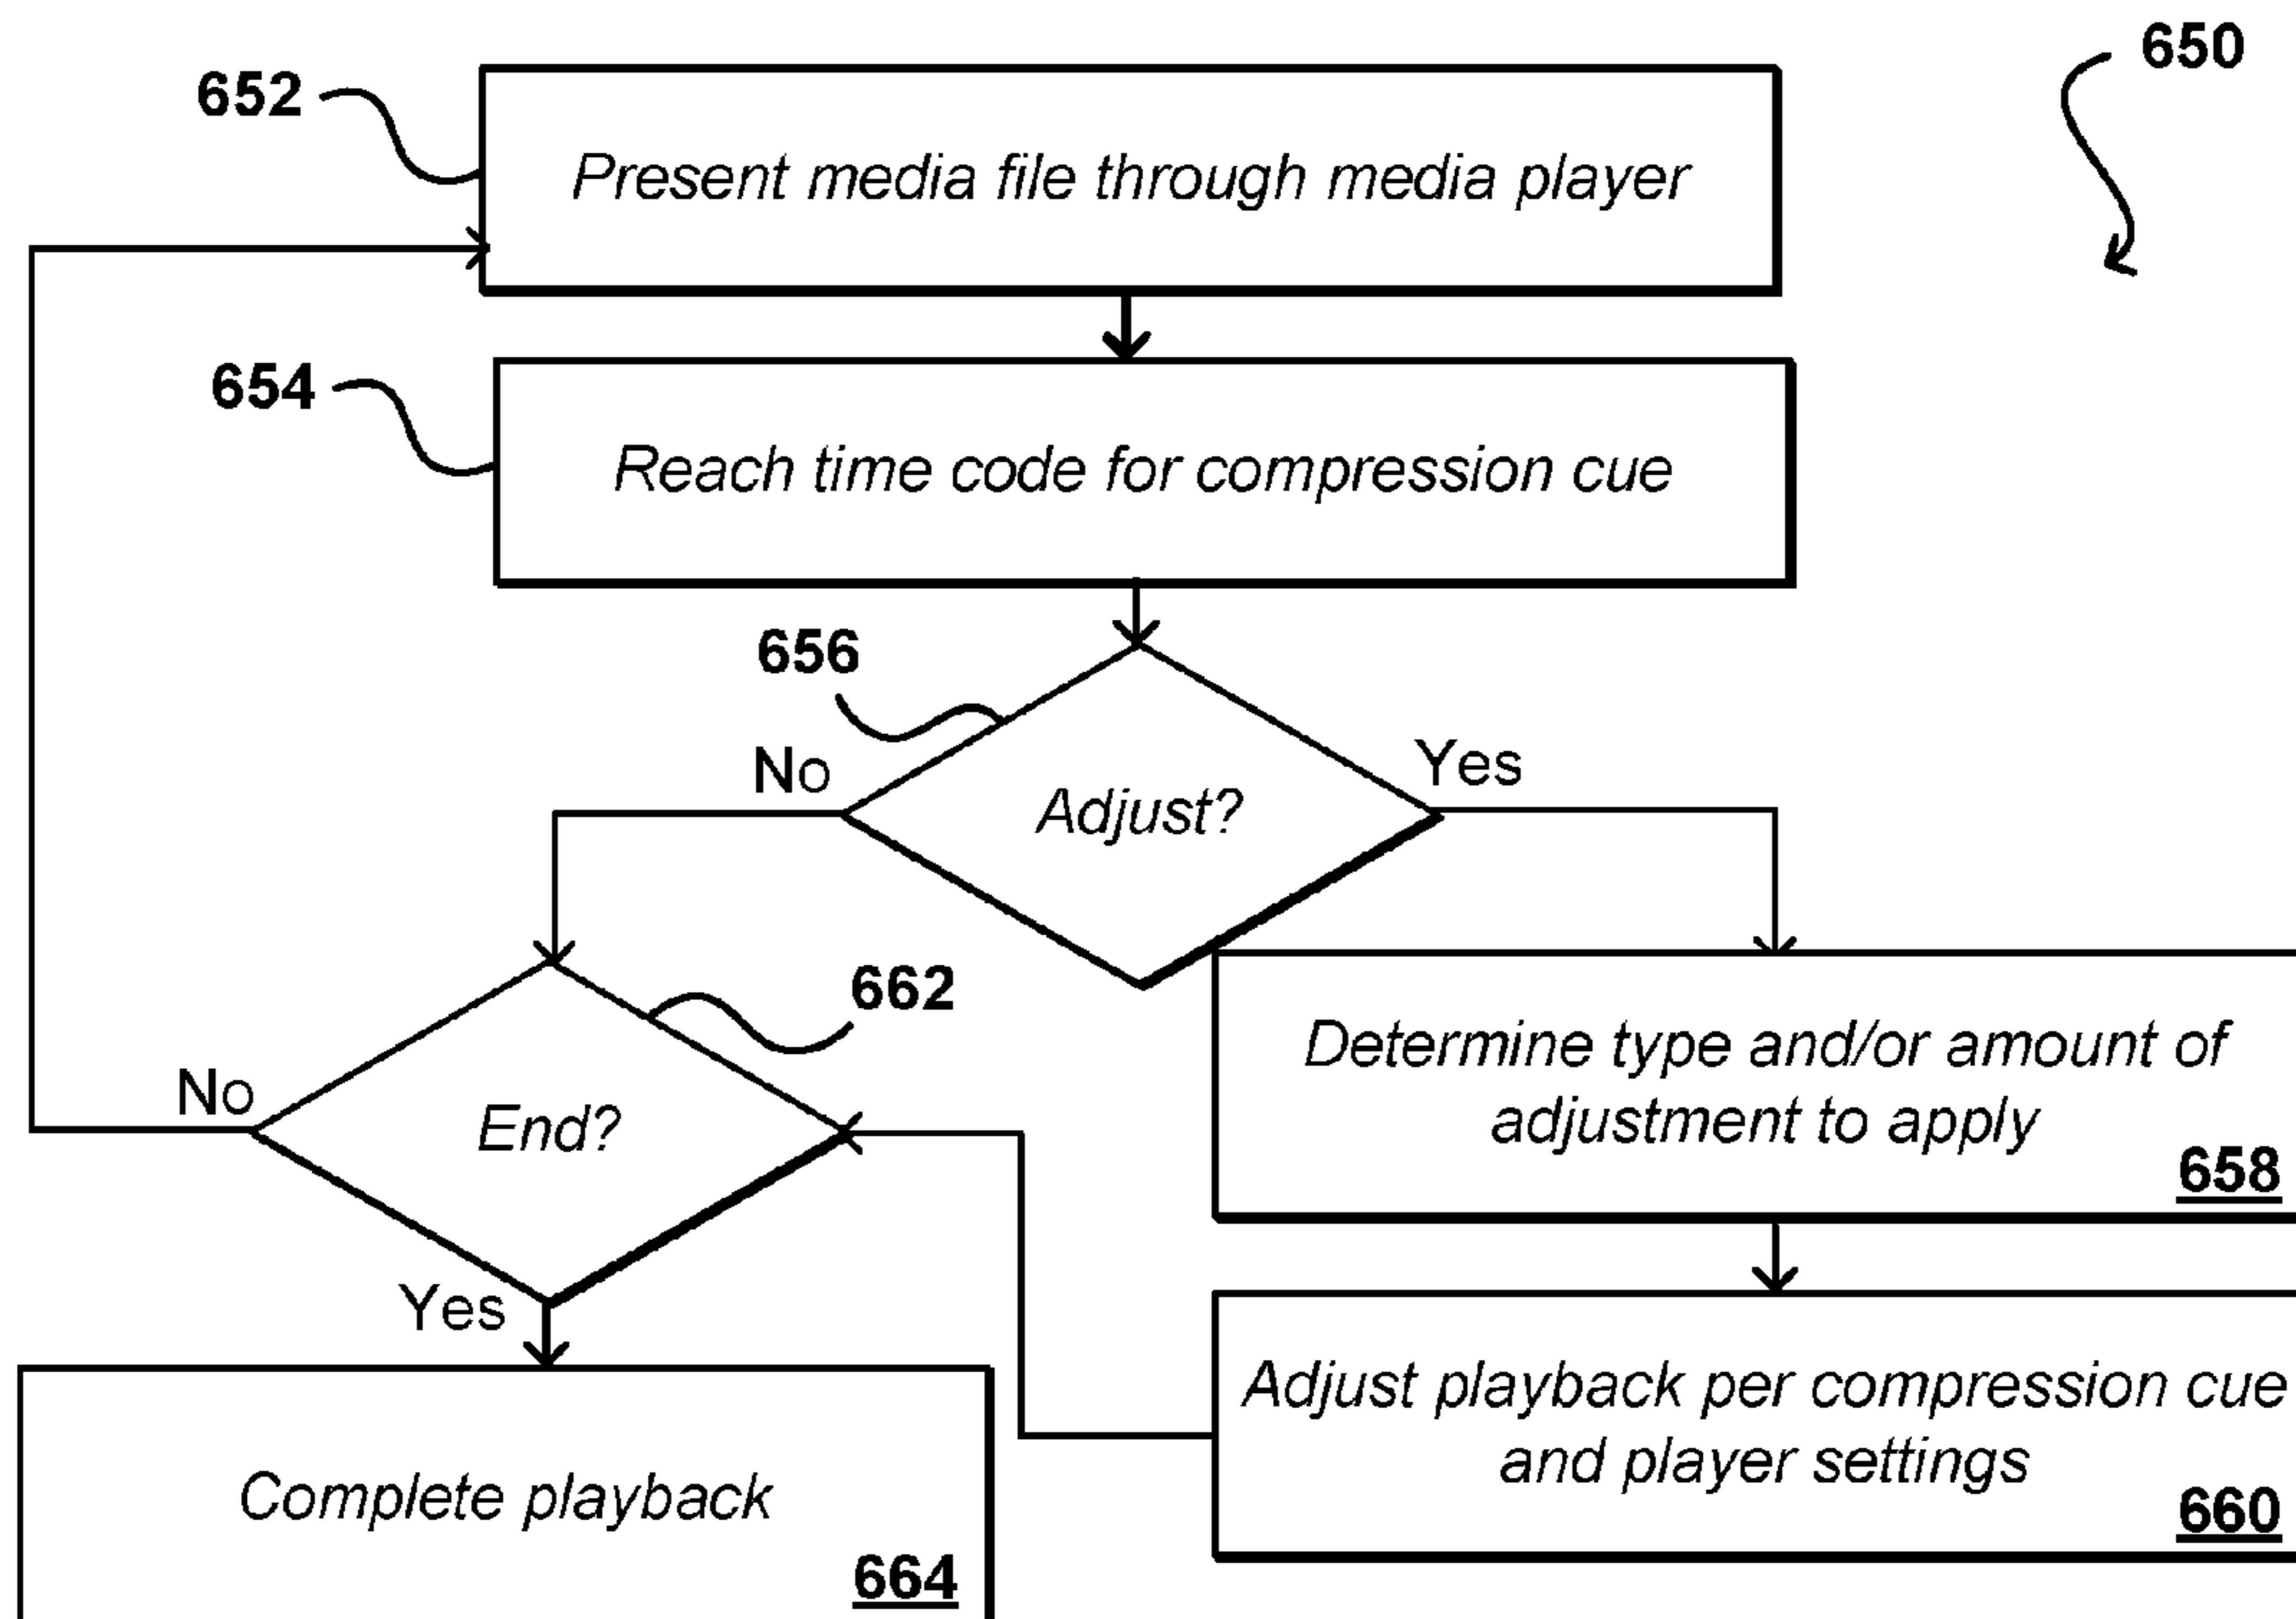 650
652
Present media file through media player
654
Reach time code for compression cue
656
No
Yes
Adjust?
662
No
End?
Determine type and/or amount of
adjustment to apply
658
Yes
Adjust playback per compression cue
and player settings
660
Complete playback
664